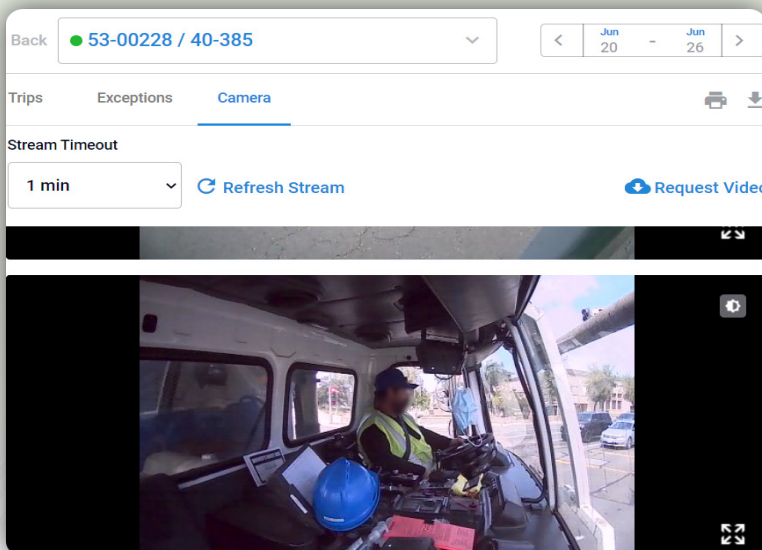 Back
53-00228 / 40-385
Jun
20
-
Jun
26
Trips
Exceptions
Camera
Stream Timeout
1 min
Refresh Stream
Request Video